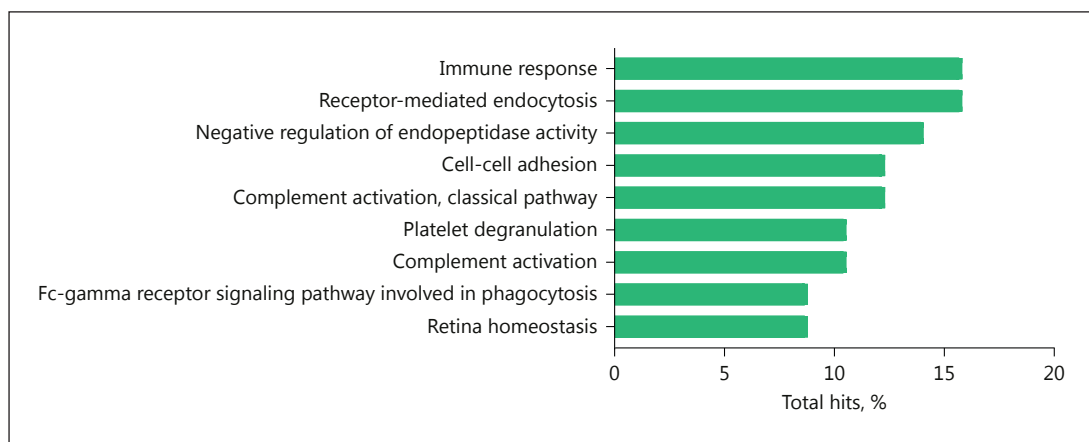 Immune response
Receptor-mediated endocytosis
Negative regulation of endopeptidase activity
Cell-cell adhesion
Complement activation, classical pathway
Platelet degranulation
Complement activation
Fc-gamma receptor signaling pathway involved in phagocytosis
Retina homeostasis
0 5 10 15 20
Total hits, %